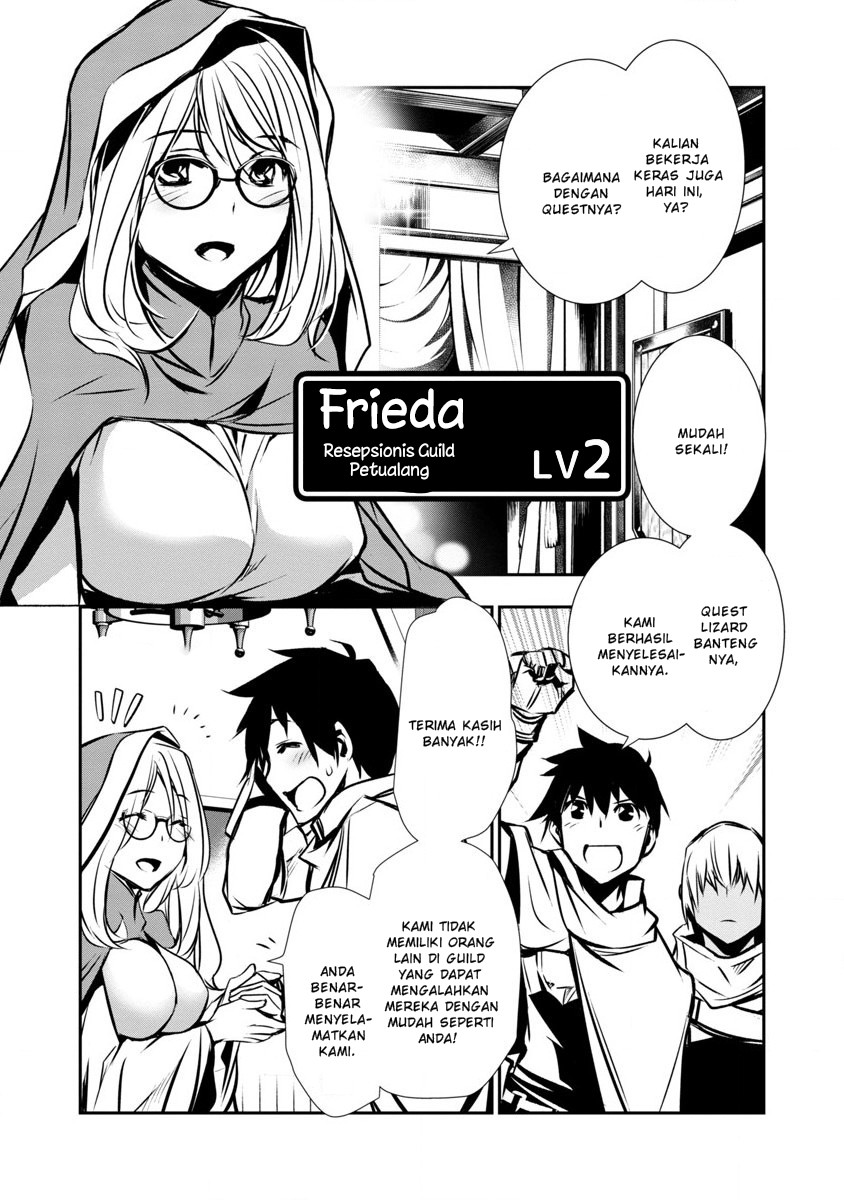 KALIAN
BEKERJA
KERAS JUGA
HARI INI,
YA?
BAGAIMANA
DENGAN
QUESTNYA?
Frieda
Resepsionis Guild
Petualang
LV2
MUDAH
SEKALI!
QUEST
LIZARD
BANTENG
NYA,
KAMI
BERHASIL
MENYELESAI-
KANNYA.
TERIMA KASIH
BANYAK!!
KAMI TIDAK
MEMILIKI ORANG
LAIN DI GUILD
YANG DAPAT
MENGALAHKAN
MEREKA DENGAN
MUDAH SEPERTI
ANDA!
ANDA
BENAR-
BENAR
MENYELA-
MATKAN
KAMI.